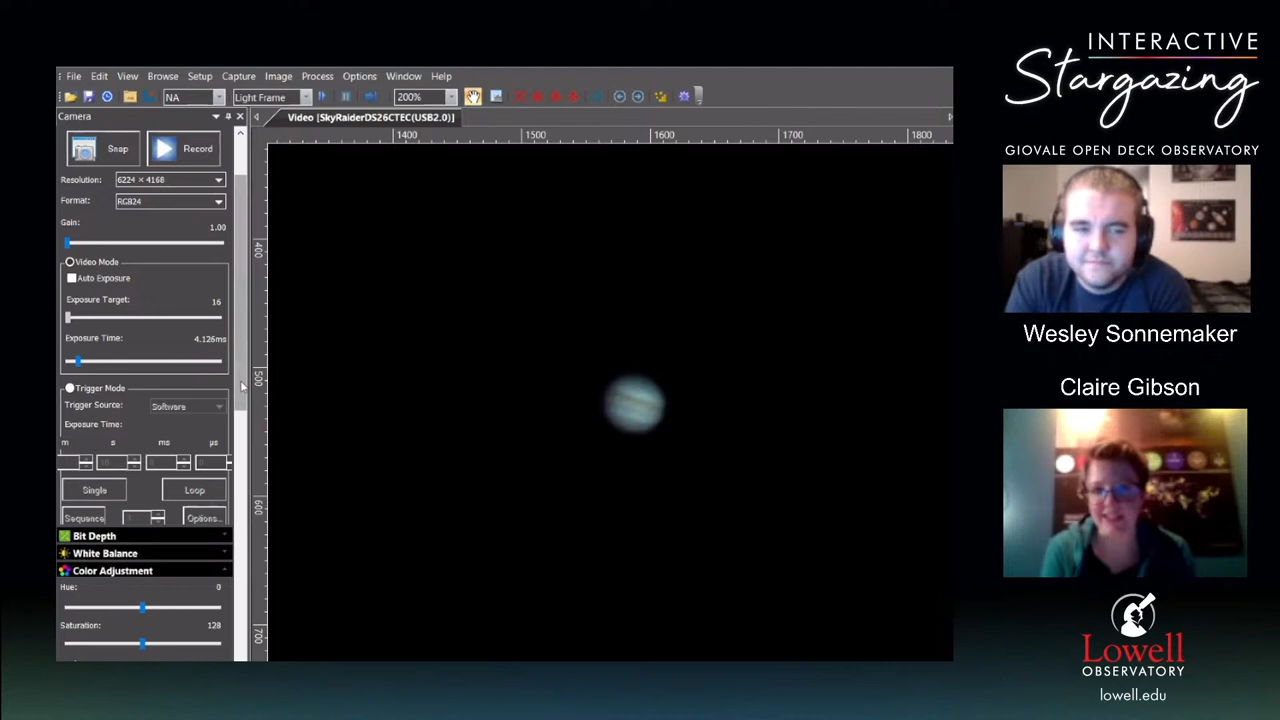 INTERACTIVE
Stargazing
GIOVALE OPEN DECK OBSERVATORY
File Edit View Browse Setup Capture Image Process Options Window Help
NA Light Frame 200%
Camera
Video [SkyRaiderDS26CTEC(USB2.0)]
1400 1500 1600 1700 1800
Snap Record
Resolution: 6224 × 4168
Format: RGB24
Gain: 1.00
Video Mode
Auto Exposure
Exposure Target: 16
Exposure Time: 4.126ms
Trigger Mode
Trigger Source: Software
Exposure Time:
m s ms µs
Single Loop
Sequence Options...
Bit Depth
White Balance
Color Adjustment
Hue: 0
Saturation: 128
400
500
600
700
Wesley Sonnemaker
Claire Gibson
Lowell
OBSERVATORY
lowell.edu